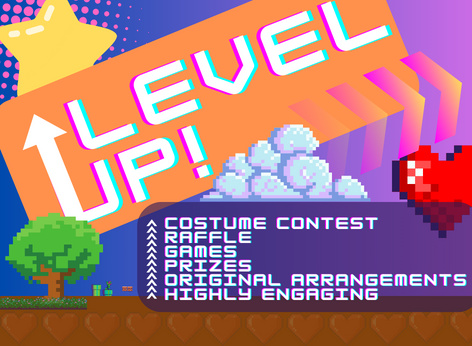 LEVEL
UP!
COSTUME CONTEST
RAFFLE
GAMES
PRIZES
ORIGINAL ARRANGEMENTS
HIGHLY ENGAGING